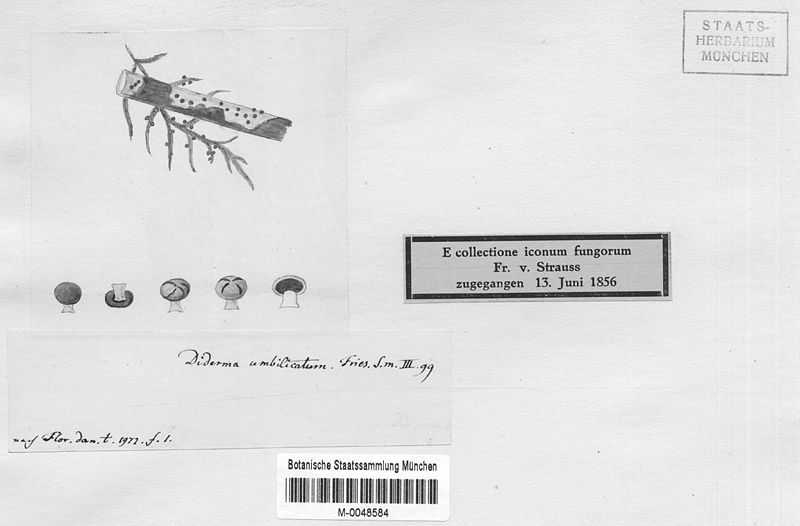 STAATS-
HERBARIUM
MÜNCHEN
E collectione iconum fungorum
Fr. v. Strauss
zugegangen 13. Juni 1856
Diderma umbilicatum. Fries. S. m. III. 99
nach Flor. dan. t. 1972. f. 1.
Botanische Staatssammlung München
M-0048584